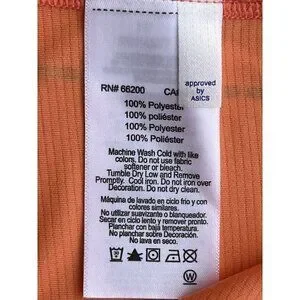 RN# 66200
100% Polyester
100% poliéster
100% Polyester
100% poliéster
Machine Wash Cold with like
colors. Do not use fabric
softener or bleach.
Tumble Dry Low and Remove
Promptly. Cool iron. Do not iron over
Decoration. Do not dry clean.
Máquina de lavado en ciclo frío y con
colores similares.
No utilizar suavizante o blanqueador.
Secar en ciclo lento y remover pronto.
Planchar con baja temperatura.
No planchar sobre Decoración.
No lava en seco.
W
approved
by
ASICS